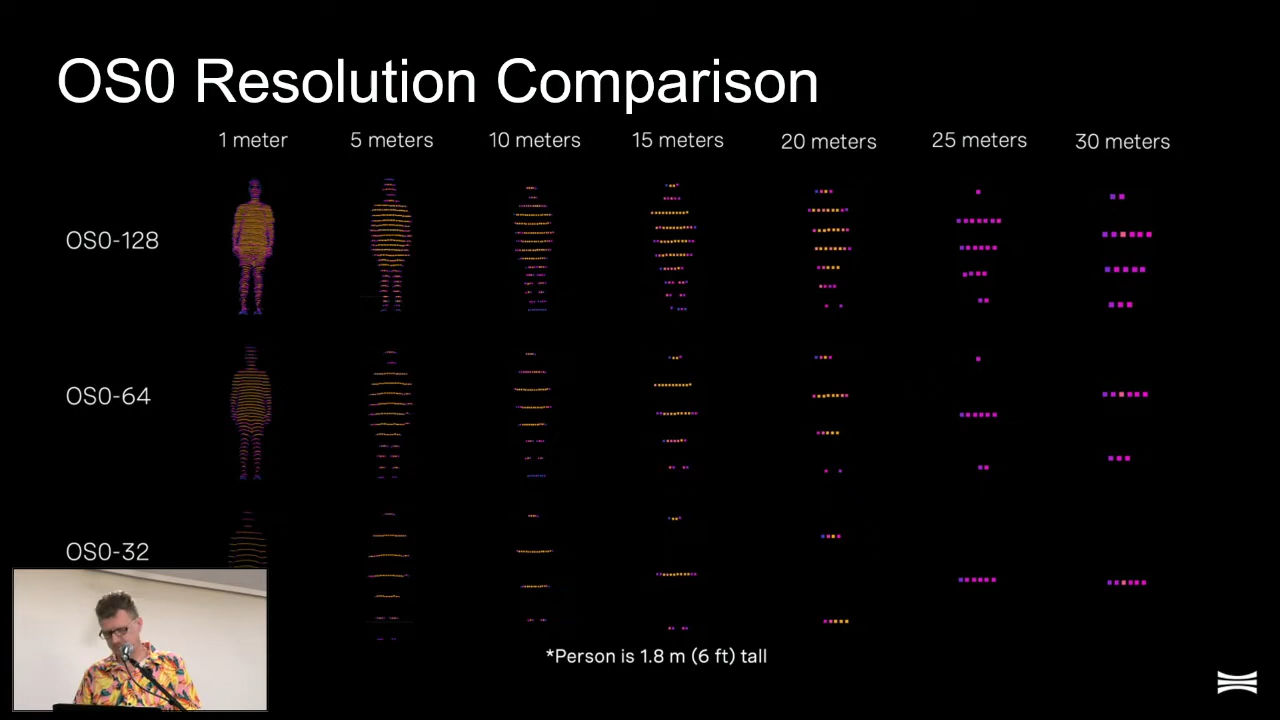 OS0 Resolution Comparison
1 meter 5 meters 10 meters 15 meters 20 meters 25 meters 30 meters
OS0-128
OS0-64
OS0-32
*Person is 1.8 m (6 ft) tall